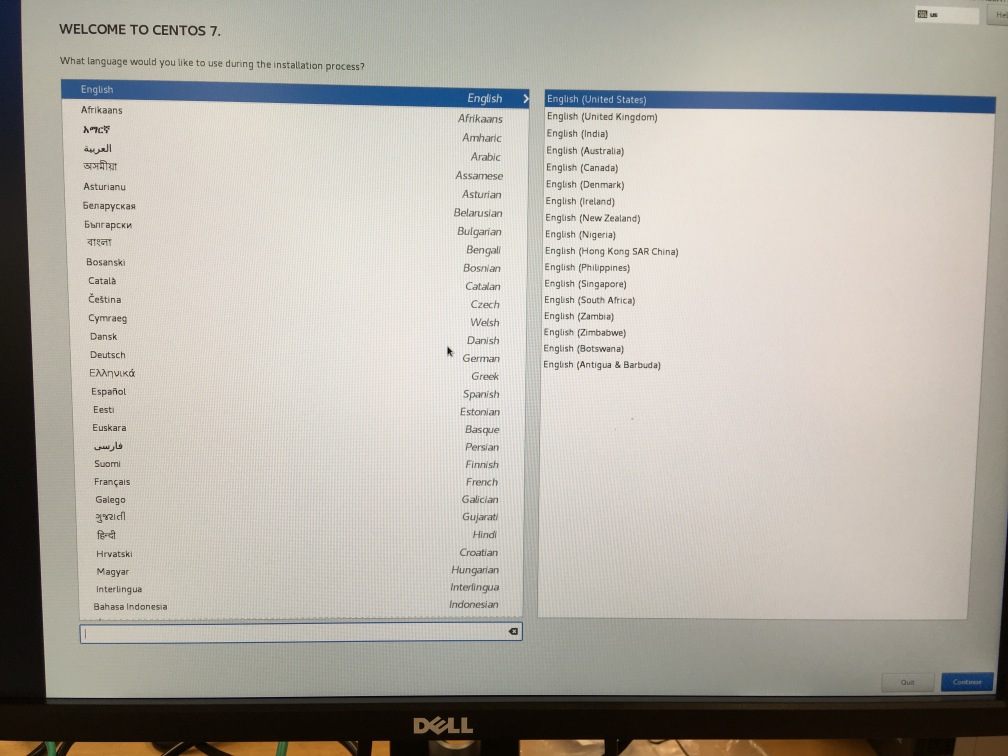 us
Hel
WELCOME TO CENTOS 7.
What language would you like to use during the installation process?
English English
Afrikaans Afrikaans
አማርኛ Amharic
العربية Arabic
অসমীয়া Assamese
Asturianu Asturian
Беларуская Belarusian
Български Bulgarian
বাংলা Bengali
Bosanski Bosnian
Català Catalan
Čeština Czech
Cymraeg Welsh
Dansk Danish
Deutsch German
Ελληνικά Greek
Español Spanish
Eesti Estonian
Euskara Basque
فارسی Persian
Suomi Finnish
Français French
Galego Galician
ગુજરાતી Gujarati
हिन्दी Hindi
Hrvatski Croatian
Magyar Hungarian
Interlingua Interlingua
Bahasa Indonesia Indonesian
English (United States)
English (United Kingdom)
English (India)
English (Australia)
English (Canada)
English (Denmark)
English (Ireland)
English (New Zealand)
English (Nigeria)
English (Hong Kong SAR China)
English (Philippines)
English (Singapore)
English (South Africa)
English (Zambia)
English (Zimbabwe)
English (Botswana)
English (Antigua & Barbuda)
Quit
Continue
DELL